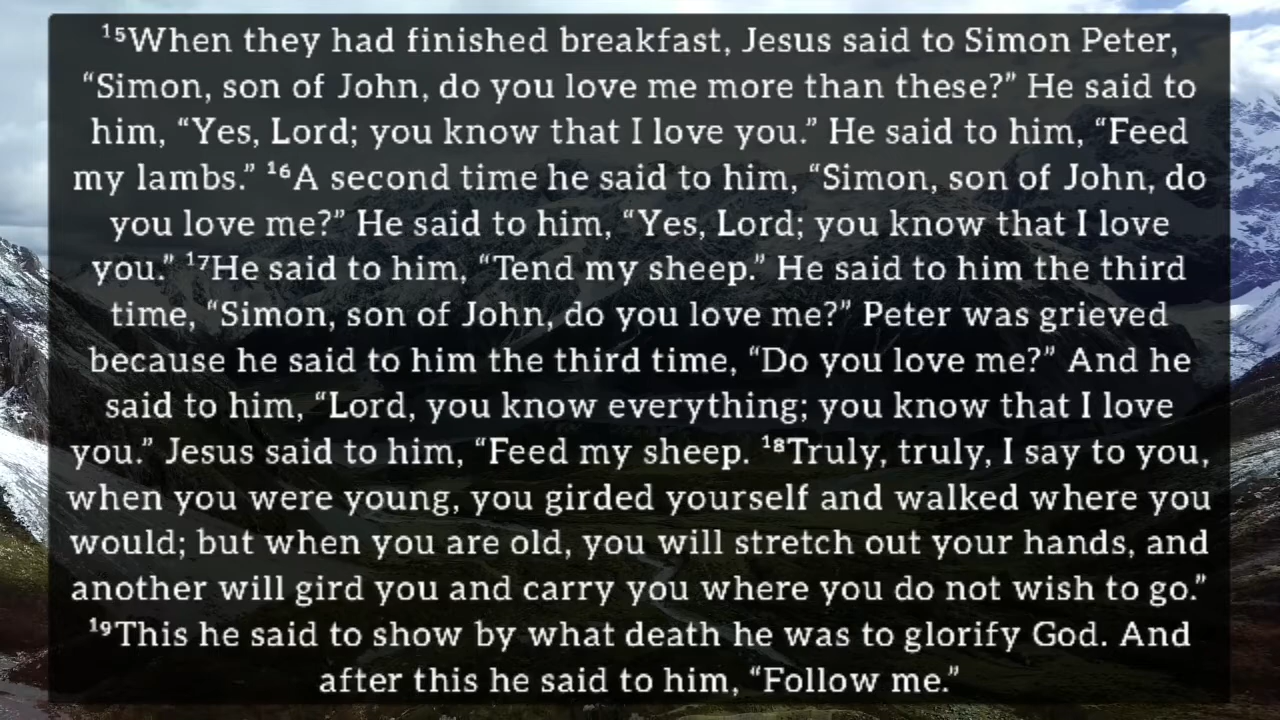 ¹⁵When they had finished breakfast, Jesus said to Simon Peter,
“Simon, son of John, do you love me more than these?” He said to
him, “Yes, Lord; you know that I love you.” He said to him, “Feed
my lambs.” ¹⁶A second time he said to him, “Simon, son of John, do
you love me?” He said to him, “Yes, Lord; you know that I love
you.” ¹⁷He said to him, “Tend my sheep.” He said to him the third
time, “Simon, son of John, do you love me?” Peter was grieved
because he said to him the third time, “Do you love me?” And he
said to him, “Lord, you know everything; you know that I love
you.” Jesus said to him, “Feed my sheep. ¹⁸Truly, truly, I say to you,
when you were young, you girded yourself and walked where you
would; but when you are old, you will stretch out your hands, and
another will gird you and carry you where you do not wish to go.”
¹⁹This he said to show by what death he was to glorify God. And
after this he said to him, “Follow me.”